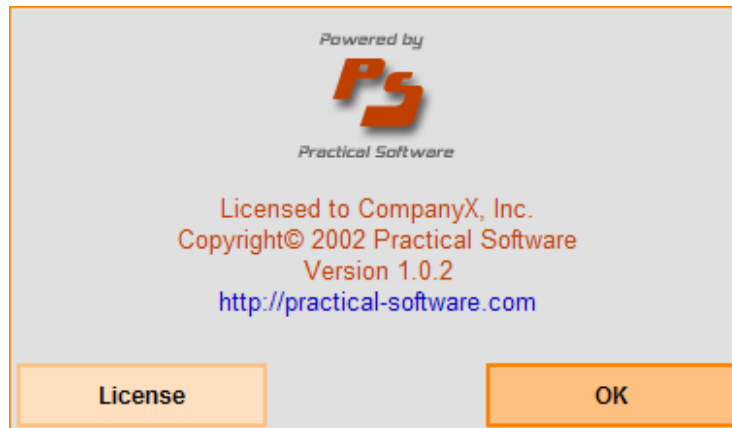 Powered by
PS
Practical Software
Licensed to CompanyX, Inc.
Copyright© 2002 Practical Software
Version 1.0.2
http://practical-software.com
License
OK